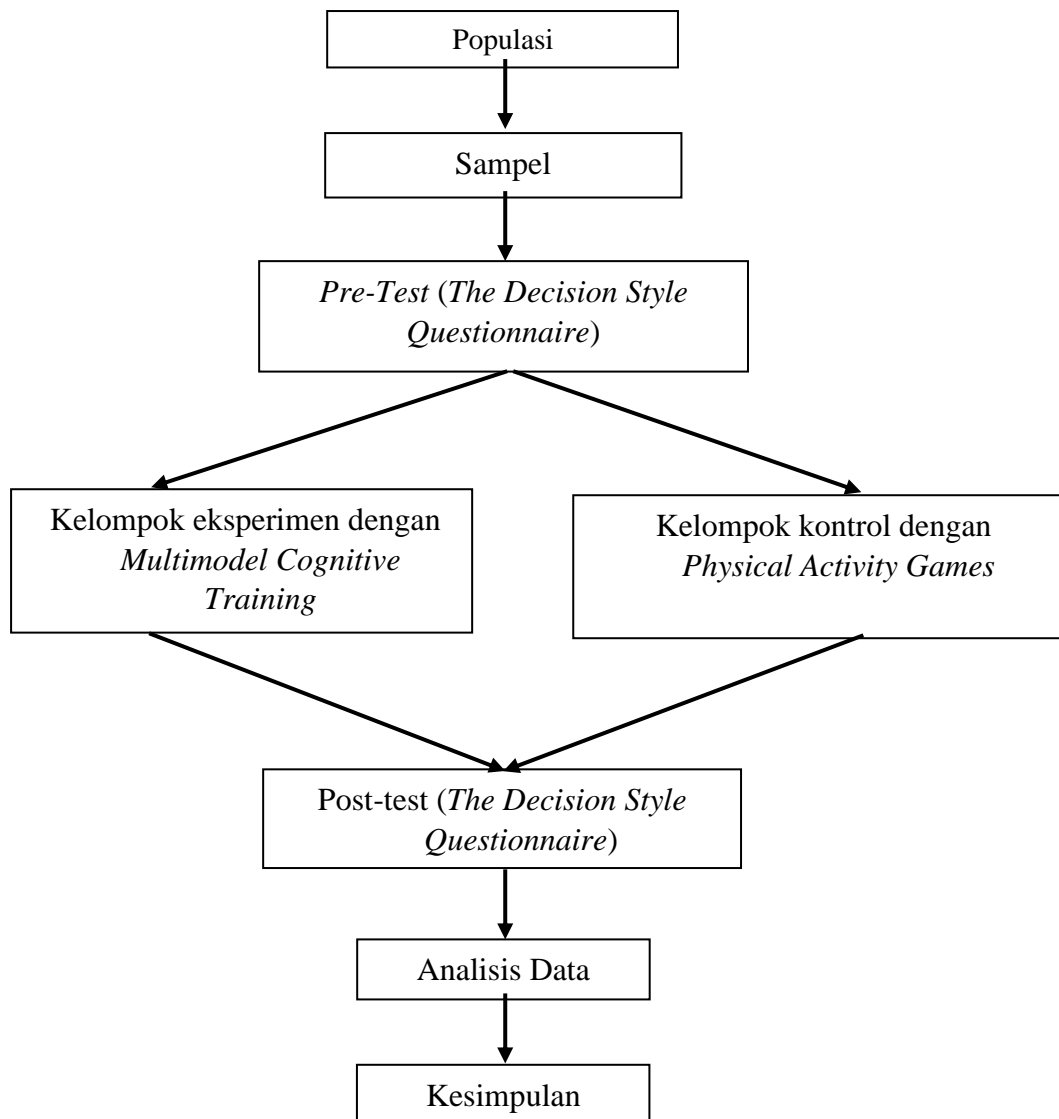 Populasi
Sampel
Pre-Test (The Decision Style
Questionnaire)
Kelompok eksperimen dengan
Multimodel Cognitive
Training
Kelompok kontrol dengan
Physical Activity Games
Post-test (The Decision Style
Questionnaire)
Analisis Data
Kesimpulan